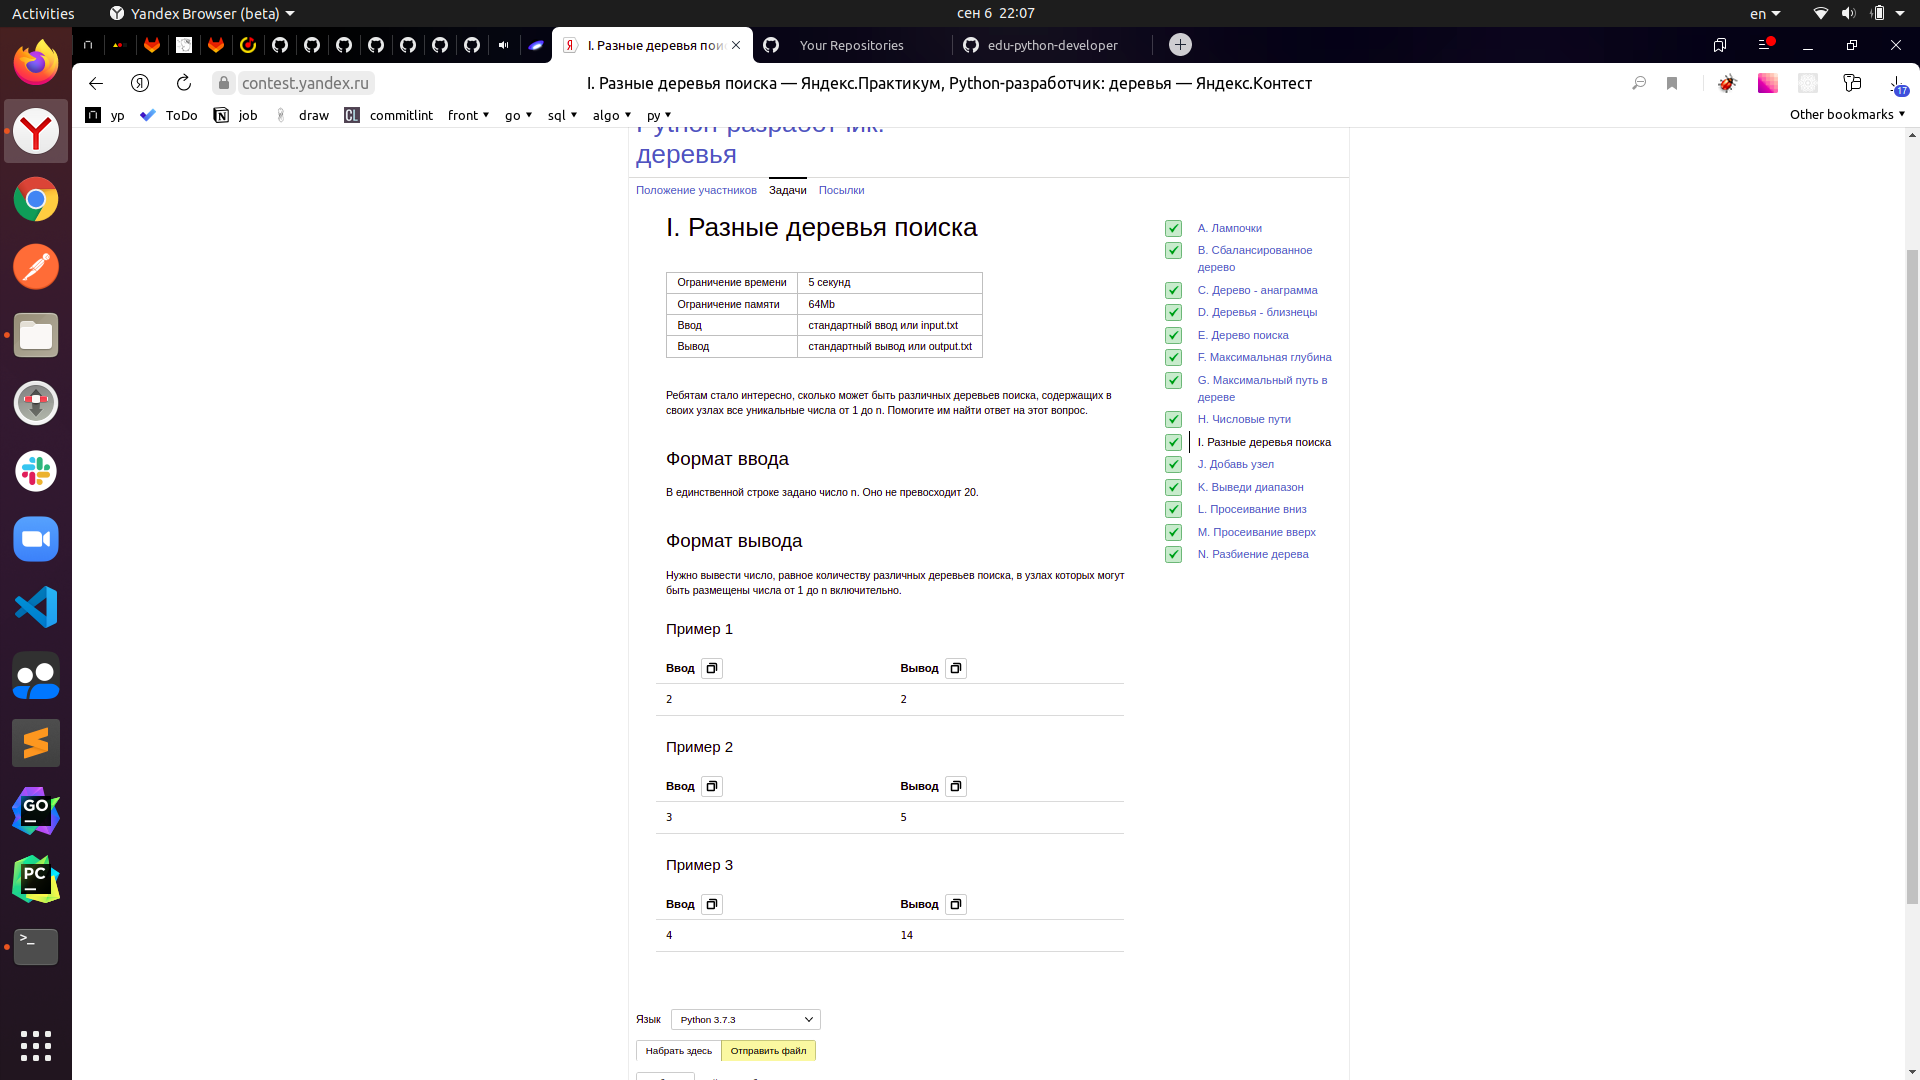 Activities
Yandex Browser (beta)
сен 6 22:07
en
I. Разные деревья пои
Your Repositories
edu-python-developer
contest.yandex.ru
I. Разные деревья поиска — Яндекс.Практикум, Python-разработчик: деревья — Яндекс.Контест
17
yp
ToDo
job
draw
CL
commitlint
front
go
sql
algo
py
Other bookmarks
Python-разработчик:
деревья
Положение участников
Задачи
Посылки
I. Разные деревья поиска
Ограничение времени 5 секунд
Ограничение памяти 64Mb
Ввод стандартный ввод или input.txt
Вывод стандартный вывод или output.txt
Ребятам стало интересно, сколько может быть различных деревьев поиска, содержащих в
своих узлах все уникальные числа от 1 до n. Помогите им найти ответ на этот вопрос.
Формат ввода
В единственной строке задано число n. Оно не превосходит 20.
Формат вывода
Нужно вывести число, равное количеству различных деревьев поиска, в узлах которых могут
быть размещены числа от 1 до n включительно.
Пример 1
Ввод Вывод
2 2
Пример 2
Ввод Вывод
3 5
Пример 3
Ввод Вывод
4 14
Язык Python 3.7.3
Набрать здесь Отправить файл
A. Лампочки
B. Сбалансированное
дерево
C. Дерево - анаграмма
D. Деревья - близнецы
E. Дерево поиска
F. Максимальная глубина
G. Максимальный путь в
дереве
H. Числовые пути
I. Разные деревья поиска
J. Добавь узел
K. Выведи диапазон
L. Просеивание вниз
M. Просеивание вверх
N. Разбиение дерева
GO
PC